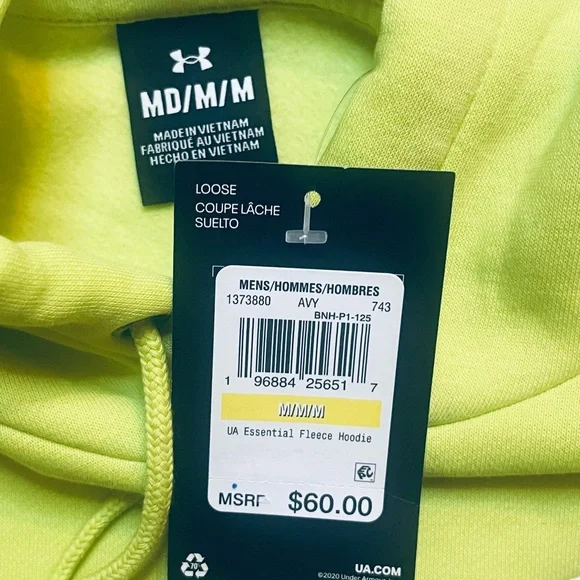 MD/M/M
MADE IN VIETNAM
FABRIQUÉ AU VIETNAM
HECHO EN VIETNAM
LOOSE
COUPE LÂCHE
SUELTO
MENS/HOMMES/HOMBRES
1373880 AVY 743
BNH-P1-125
1 96884 25651 7
M/M/M
UA Essential Fleece Hoodie
MSRP $60.00
70
UA.COM
©2020 Under Armour